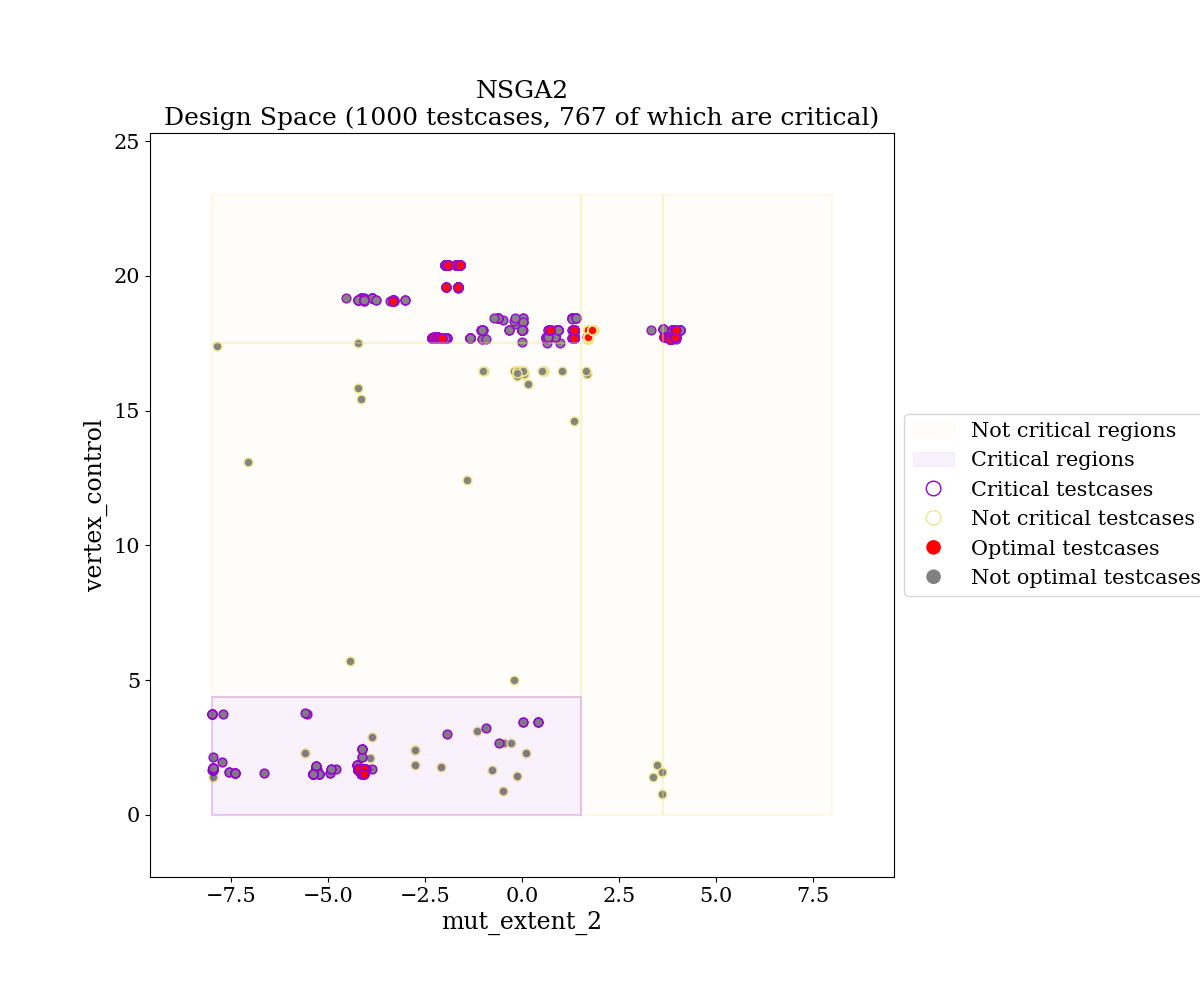 NSGA2
Design Space (1000 testcases, 767 of which are critical)
25
20
15
10
5
0
vertex_control
−7.5
−5.0
−2.5
0.0
2.5
5.0
7.5
mut_extent_2
Not critical regions
Critical regions
Critical testcases
Not critical testcases
Optimal testcases
Not optimal testcases